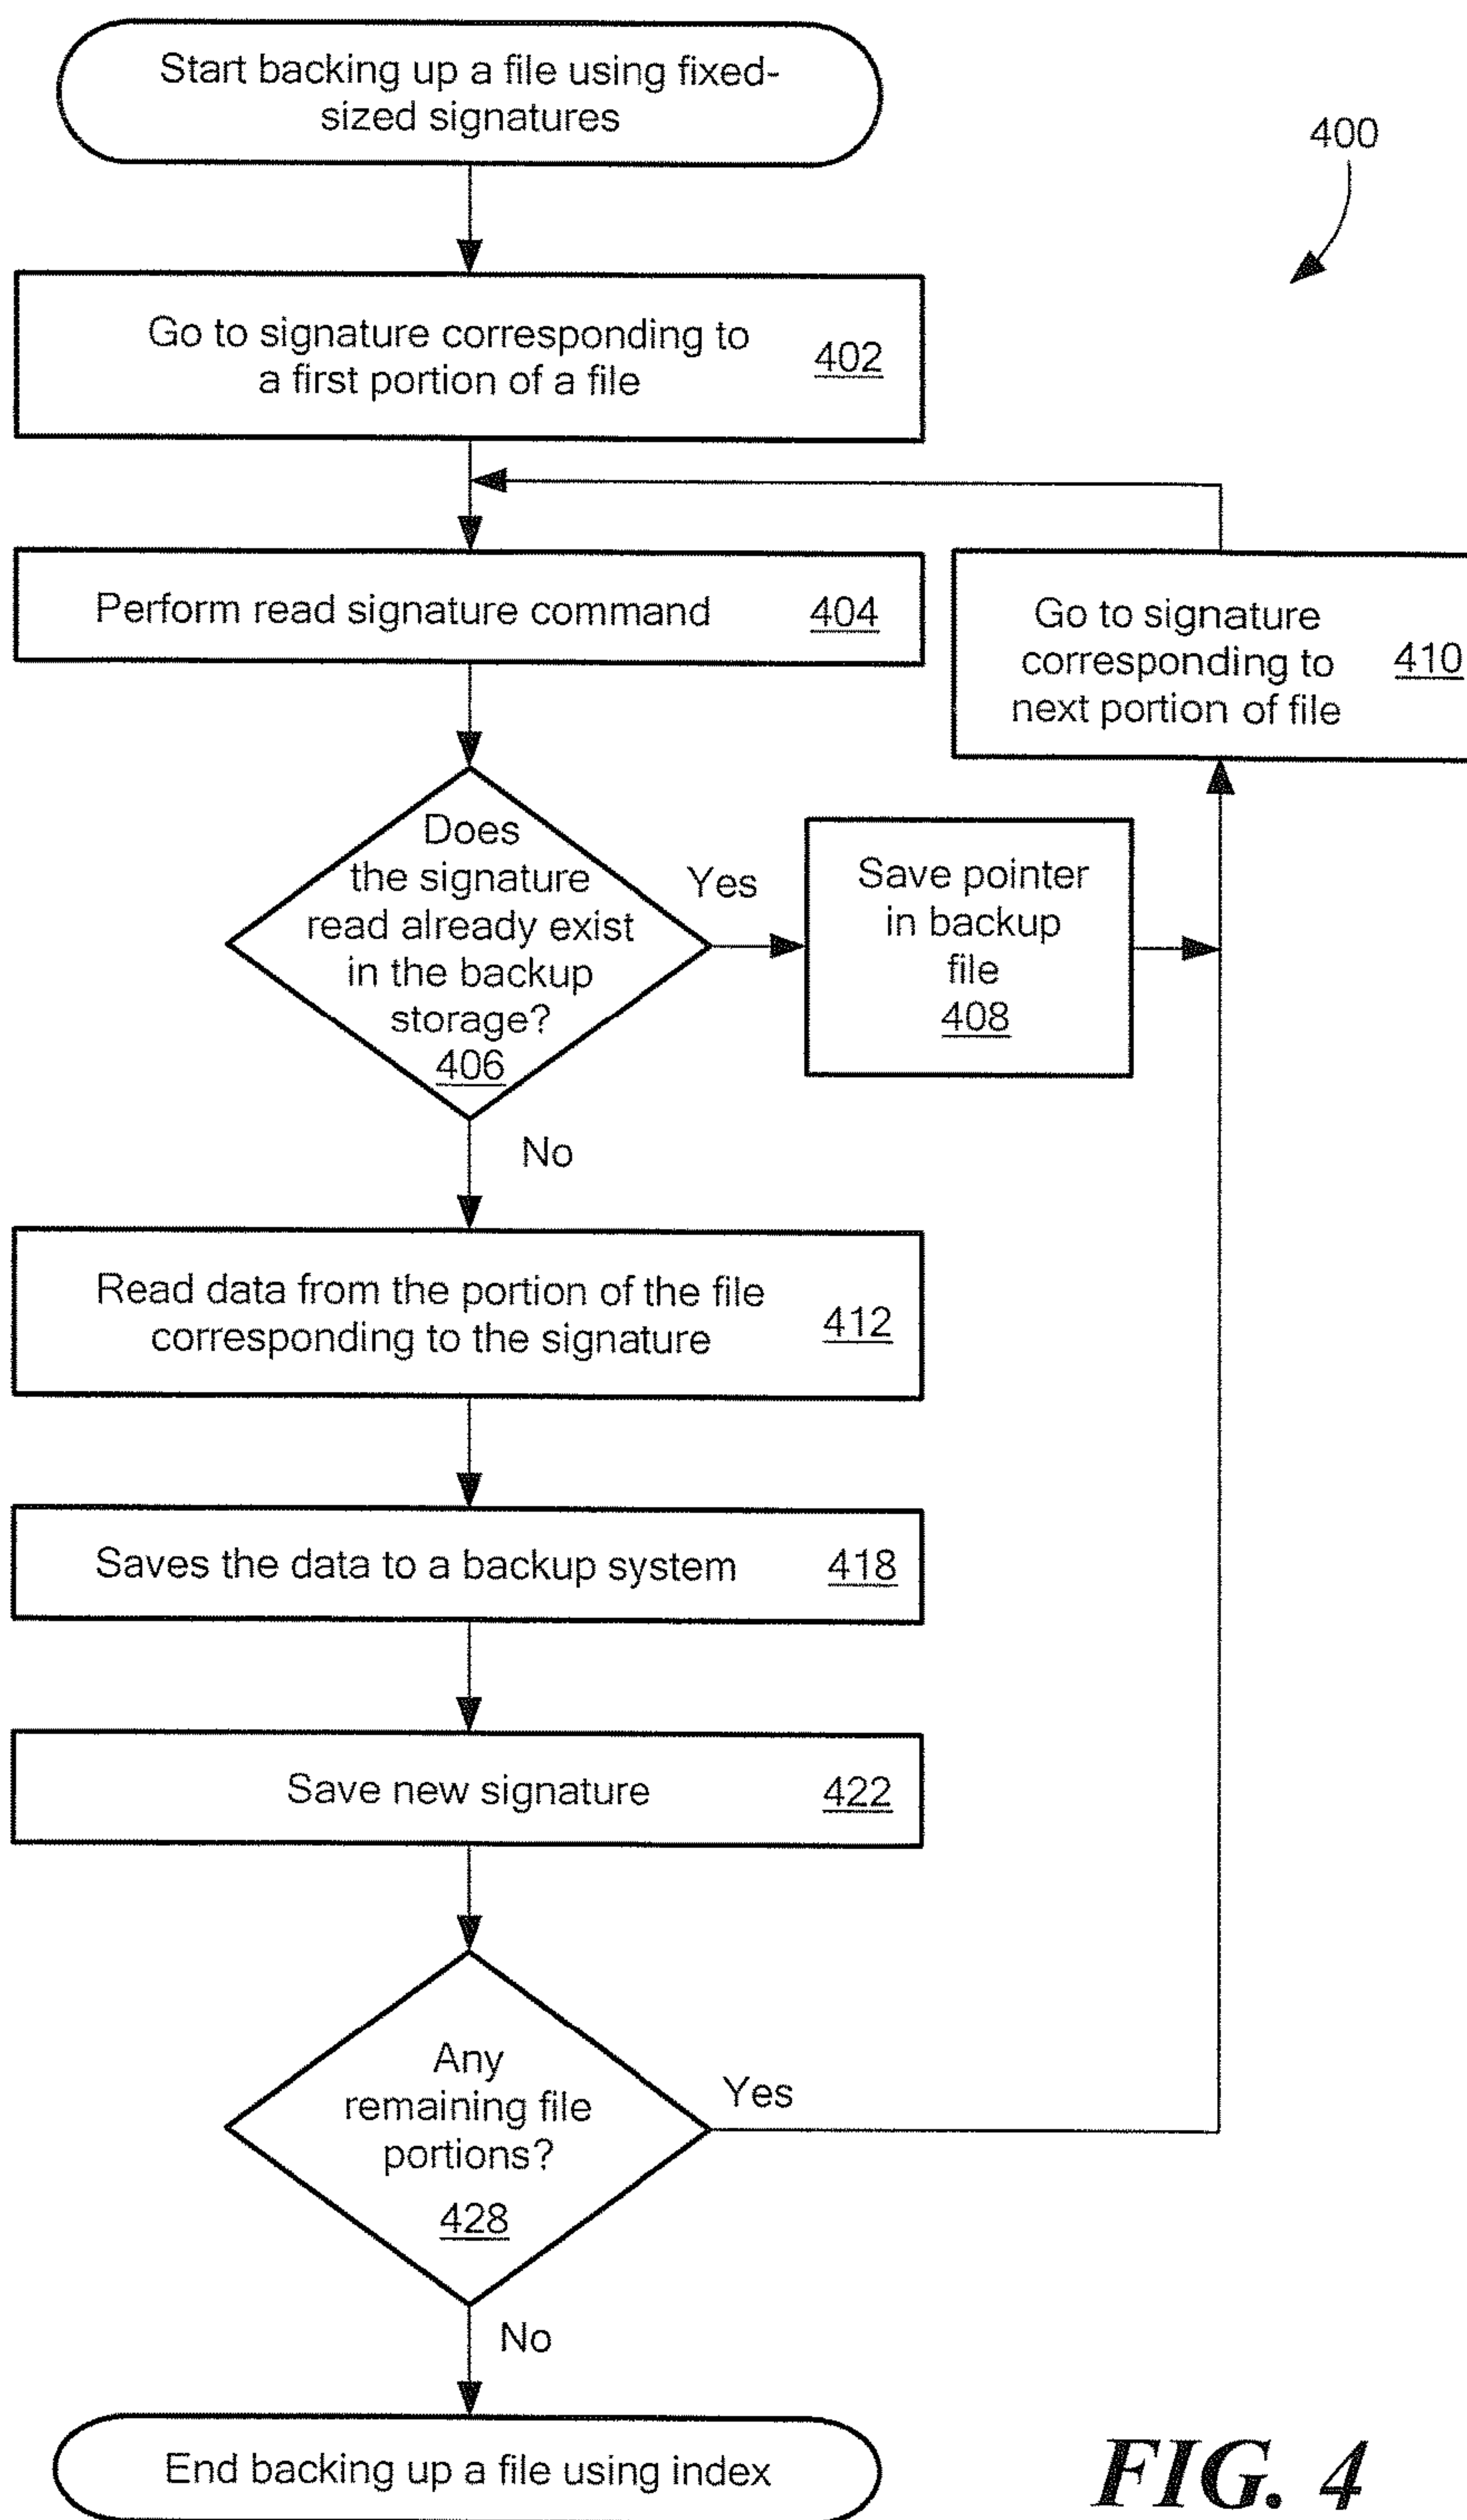 Start backing up a file using fixed-
sized signatures
400
Go to signature corresponding to
a first portion of a file
402
Perform read signature command
404
Go to signature
corresponding to
next portion of file
410
Does
the signature
read already exist
in the backup
storage?
406
Yes
Save pointer
in backup
file
408
No
Read data from the portion of the file
corresponding to the signature
412
Saves the data to a backup system
418
Save new signature
422
Any
remaining file
portions?
428
Yes
No
End backing up a file using index
FIG. 4